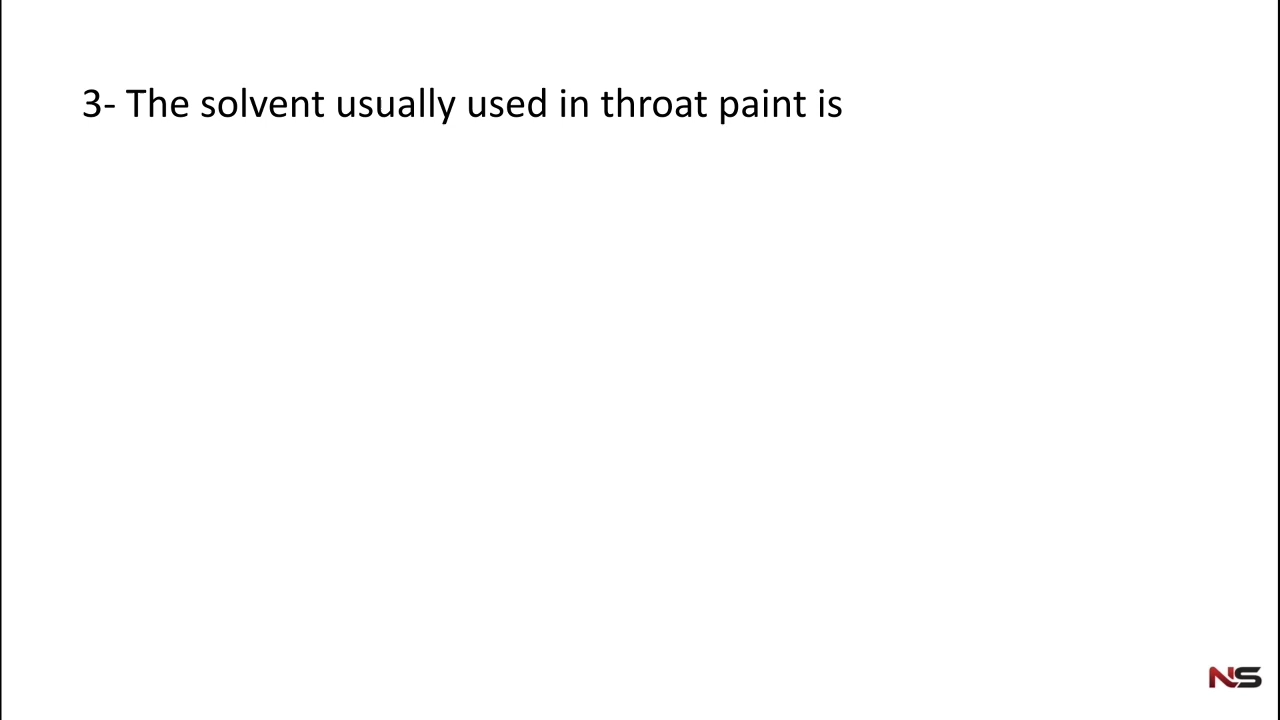 3- The solvent usually used in throat paint is
NS